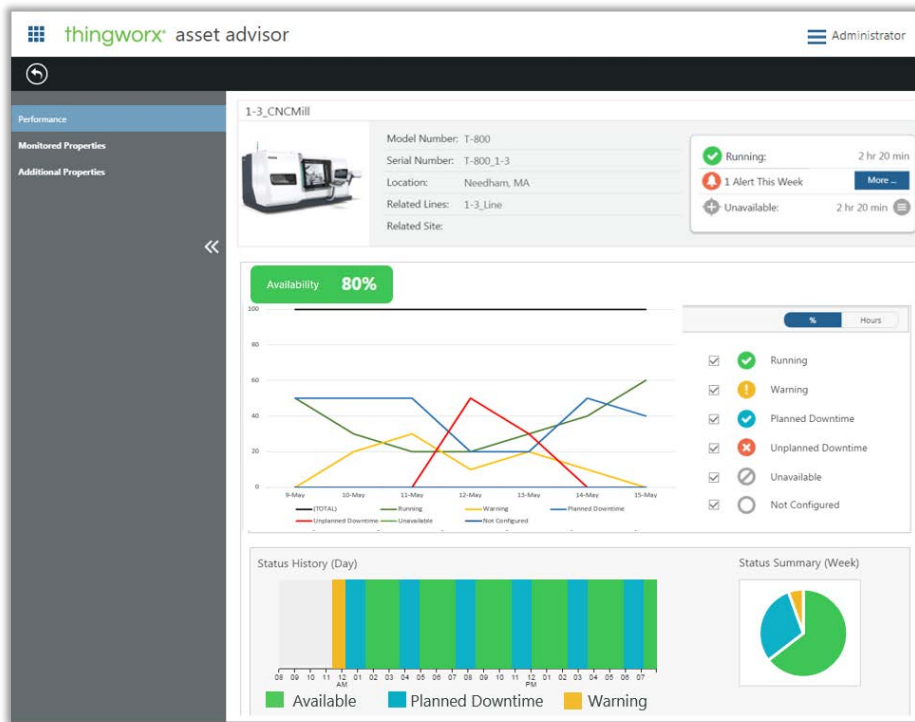 thingworx® asset advisor
Administrator
Performance
Monitored Properties
Additional Properties
1-3_CNCMill
Model Number: T-800
Serial Number: T-800_1-3
Location: Needham, MA
Related Lines: 1-3_Line
Related Site:
Running: 2 hr 20 min
1 Alert This Week More ...
Unavailable: 2 hr 20 min
Availability 80%
% Hours
100
80
60
40
20
0
9-May 10-May 11-May 12-May 13-May 14-May 15-May
(TOTAL) Running Warning Planned Downtime
Unplanned Downtime Unavailable Not Configured
Running
Warning
Planned Downtime
Unplanned Downtime
Unavailable
Not Configured
Status History (Day)
08 09 10 11 12 01 02 03 04 05 06 07 08 09 10 11 12 01 02 03 04 05 06 07
AM PM
Available Planned Downtime Warning
Status Summary (Week)